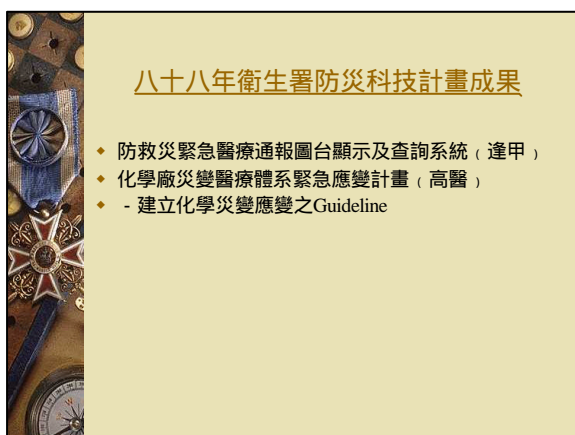 八十八年衛生署防災科技計畫成果
防救災緊急醫療通報圖台顯示及查詢系統﹙逢甲﹚
化學廠災變醫療體系緊急應變計畫﹙高醫﹚
- 建立化學災變應變之Guideline